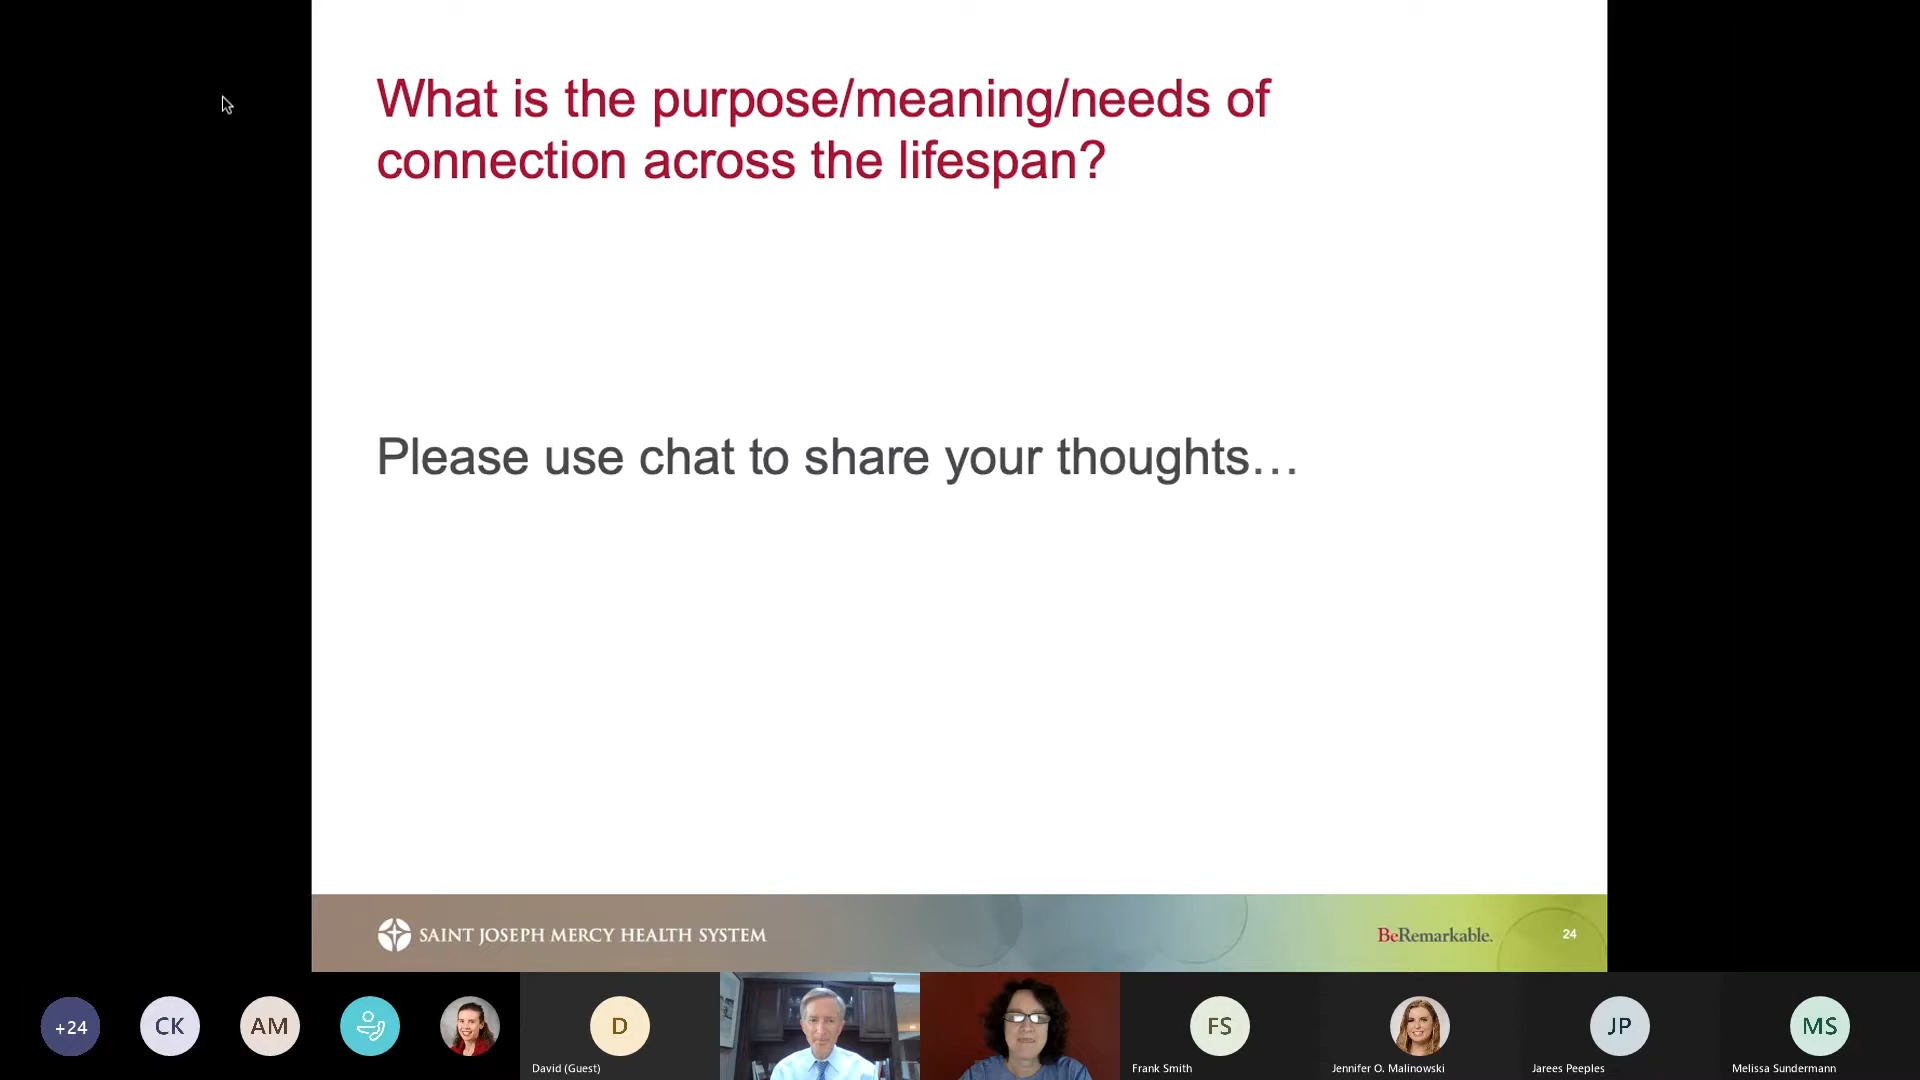 What is the purpose/meaning/needs of
connection across the lifespan?
Please use chat to share your thoughts…
SAINT JOSEPH MERCY HEALTH SYSTEM
BeRemarkable.
24
+24
CK
AM
D
David (Guest)
FS
Frank Smith
Jennifer O. Malinowski
JP
Jarees Peeples
MS
Melissa Sundermann